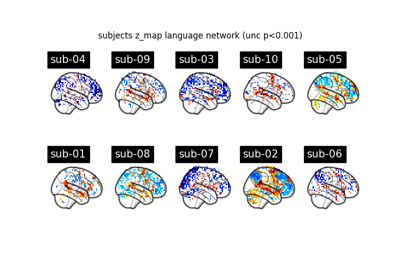 subjects z_map language network (unc p<0.001)
sub-04 sub-09 sub-03 sub-10 sub-05
sub-01 sub-08 sub-07 sub-02 sub-06